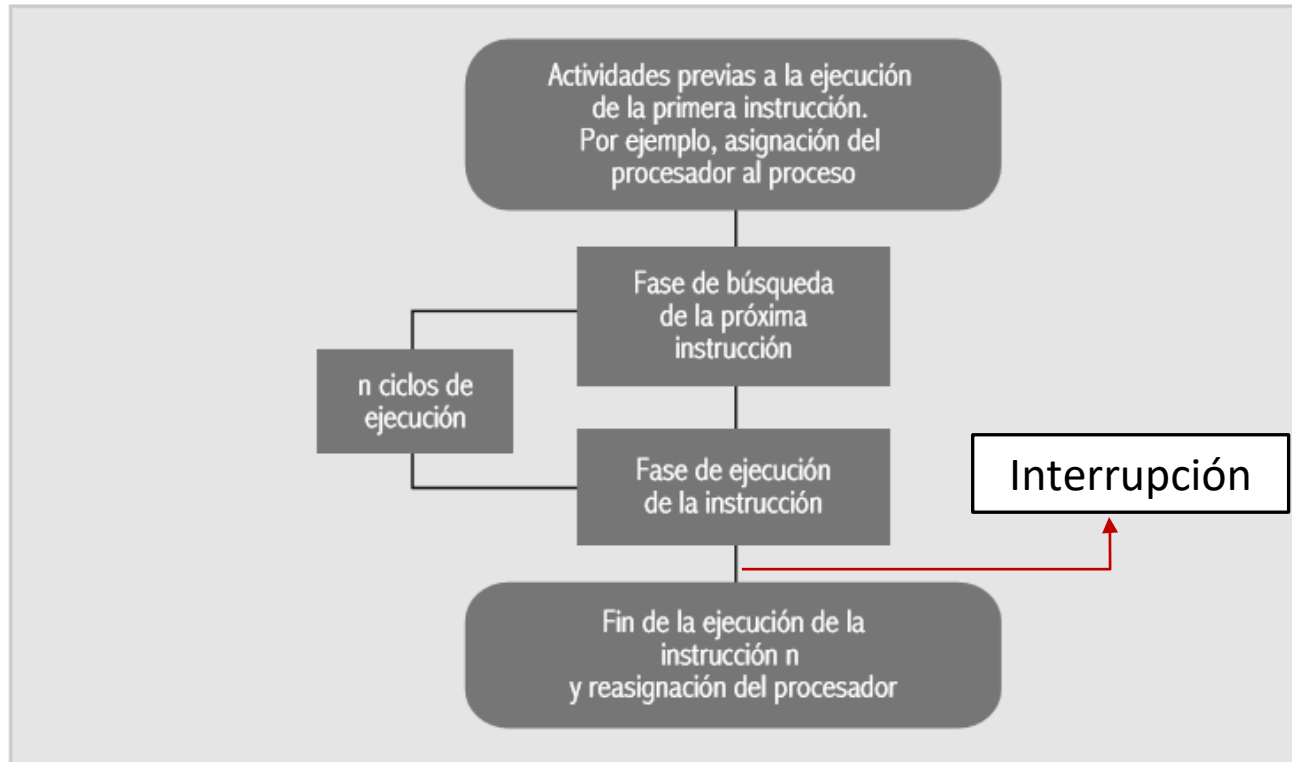 Actividades previas a la ejecución
de la primera instrucción.
Por ejemplo, asignación del
procesador al proceso
Fase de búsqueda
de la próxima
instrucción
n ciclos de
ejecución
Fase de ejecución
de la instrucción
Interrupción
Fin de la ejecución de la
instrucción n
y reasignación del procesador